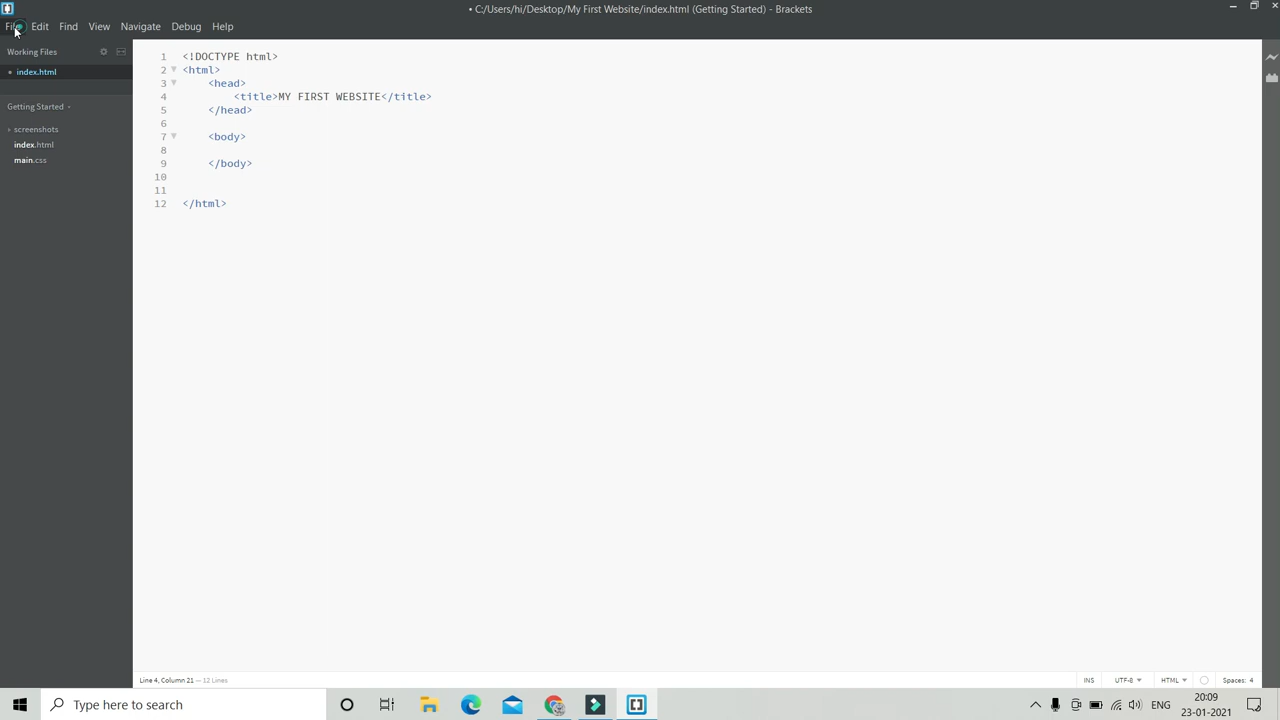 • C:/Users/hi/Desktop/My First Website/index.html (Getting Started) - Brackets
File Edit Find View Navigate Debug Help
Working Files
index.html
Getting Started
screenshots
index.html
main.css
1 <!DOCTYPE html>
2 <html>
3 <head>
4 <title>MY FIRST WEBSITE</title>
5 </head>
6
7 <body>
8
9 </body>
10
11
12 </html>
Line 4, Column 21 — 12 Lines
INS UTF-8 HTML Spaces: 4
Type here to search
ENG
20:09
23-01-2021